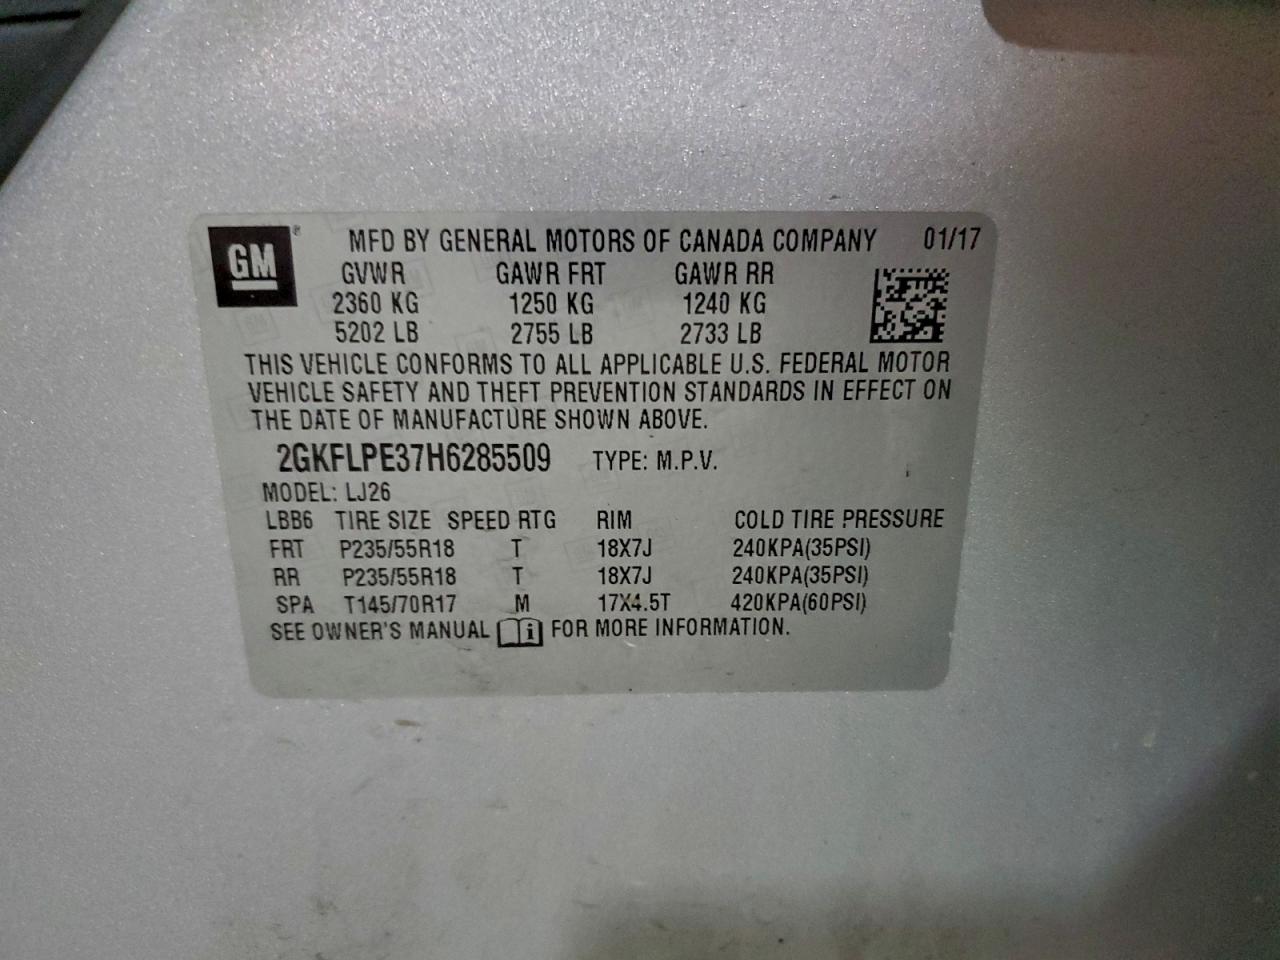 GM® MFD BY GENERAL MOTORS OF CANADA COMPANY 01/17
GVWR GAWR FRT GAWR RR
2360 KG 1250 KG 1240 KG
5202 LB 2755 LB 2733 LB
THIS VEHICLE CONFORMS TO ALL APPLICABLE U.S. FEDERAL MOTOR
VEHICLE SAFETY AND THEFT PREVENTION STANDARDS IN EFFECT ON
THE DATE OF MANUFACTURE SHOWN ABOVE.
2GKFLPE37H6285509 TYPE: M.P.V.
MODEL: LJ26
LBB6 TIRE SIZE SPEED RTG RIM COLD TIRE PRESSURE
FRT P235/55R18 T 18X7J 240KPA(35PSI)
RR P235/55R18 T 18X7J 240KPA(35PSI)
SPA T145/70R17 M 17X4.5T 420KPA(60PSI)
SEE OWNER'S MANUAL i FOR MORE INFORMATION.